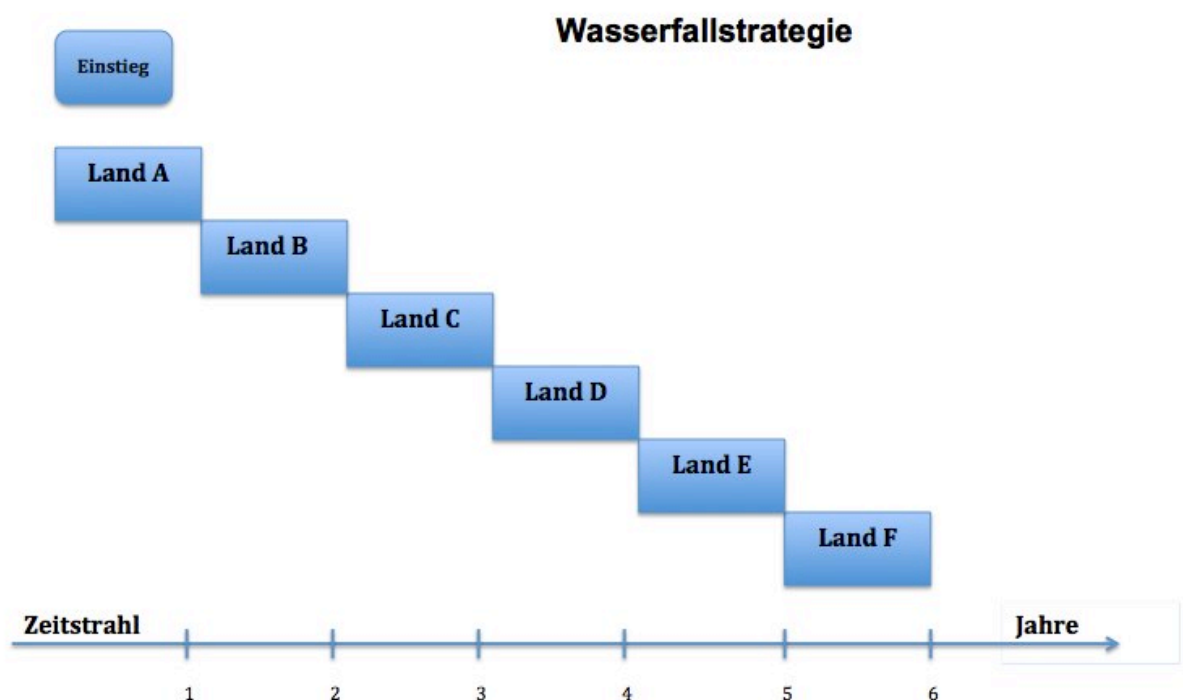 Wasserfallstrategie
Einstieg
Land A
Land B
Land C
Land D
Land E
Land F
Zeitstrahl
Jahre
1 2 3 4 5 6